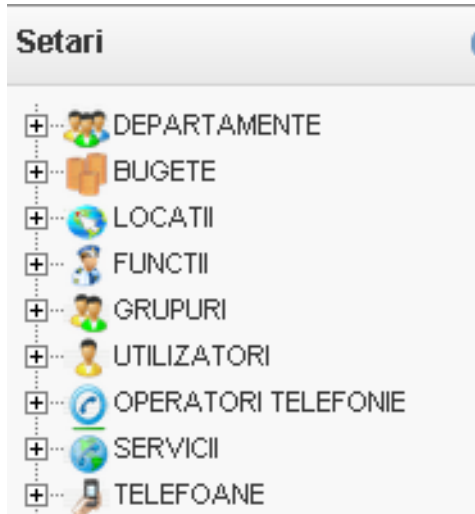 Setari
DEPARTAMENTE
BUGETE
LOCATII
FUNCTII
GRUPURI
UTILIZATORI
OPERATORI TELEFONIE
SERVICII
TELEFOANE